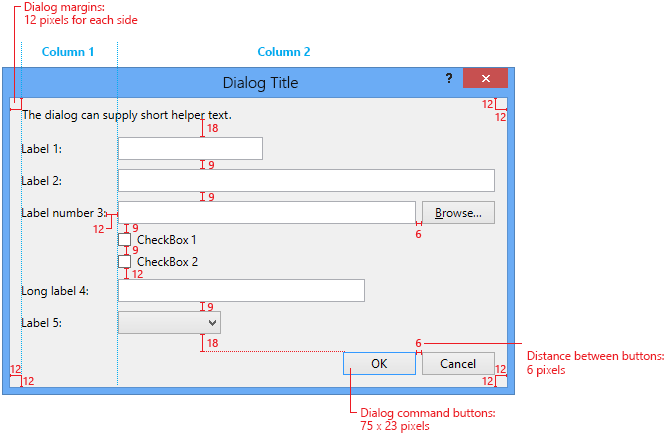 Dialog margins:
12 pixels for each side
Column 1
Column 2
Dialog Title
?
12
12
The dialog can supply short helper text.
18
Label 1:
9
Label 2:
9
Label number 3:
Browse...
12
9
6
CheckBox 1
9
CheckBox 2
12
Long label 4:
9
Label 5:
18
6
Distance between buttons:
6 pixels
OK
Cancel
12
12
12
12
Dialog command buttons:
75 x 23 pixels